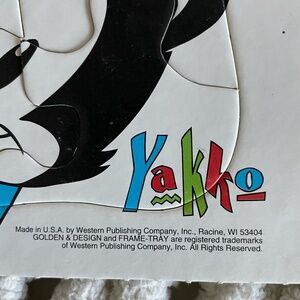 Yakko
Made in U.S.A. by Western Publishing Company, Inc., Racine, WI 53404
GOLDEN & DESIGN and FRAME-TRAY are registered trademarks
of Western Publishing Company, Inc. All Rights Reserved.